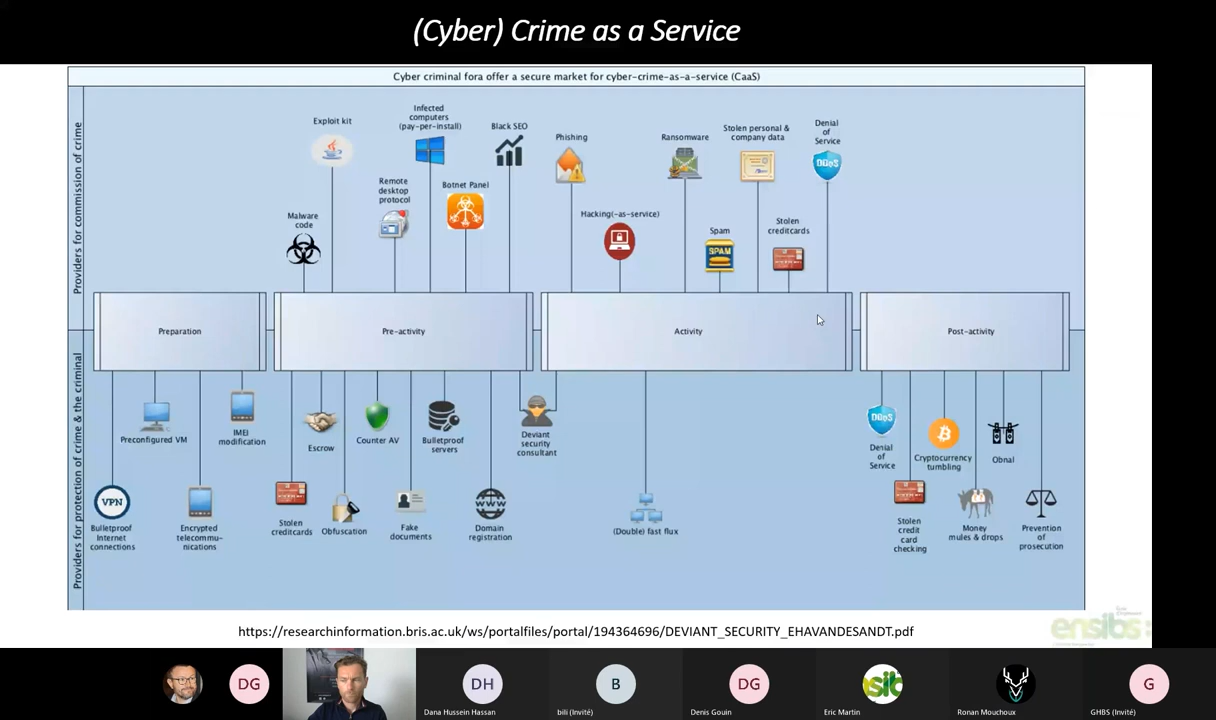 (Cyber) Crime as a Service
Cyber criminal fora offer a secure market for cyber-crime-as-a-service (CaaS)
Providers for commission of crime
Exploit kit
Infected
computers
(pay-per-install)
Black SEO
Phishing
Ransomware
Stolen personal &
company data
Denial
of
Service
DDoS
Remote
desktop
protocol
Botnet Panel
Malware
code
Hacking(-as-service)
Spam
SPAM
Stolen
creditcards
Preparation
Pre-activity
Activity
Post-activity
Providers for protection of crime & the criminal
Preconfigured VM
IMEI
modification
Escrow
Counter AV
Bulletproof
servers
Deviant
security
consultant
DDoS
Denial
of
Service
Cryptocurrency
tumbling
Obnal
VPN
Bulletproof
Internet
connections
Encrypted
telecommu-
nications
Stolen
creditcards
Obfuscation
Fake
documents
WWW
Domain
registration
(Double) fast flux
Stolen
credit
card
checking
Money
mules & drops
Prevention
of
prosecution
https://researchinformation.bris.ac.uk/ws/portalfiles/portal/194364696/DEVIANT_SECURITY_EHAVANDESANDT.pdf
ensibs
DG
DH
Dana Hussein Hassan
B
bili (Invité)
DG
Denis Gouin
Eric Martin
Ronan Mouchoux
G
GHBS (Invité)